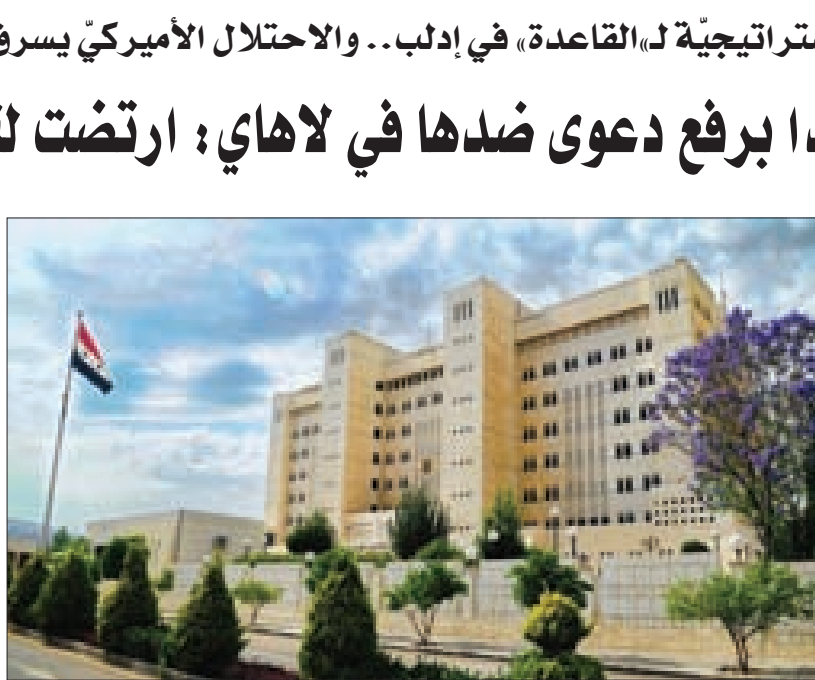 ستراتيجيّة لـ«القاعدة» في إدلب.. والاحتلال الأميركيّ يسرق
دا برفع دعوى ضدها في لاهاي: ارتضت لن